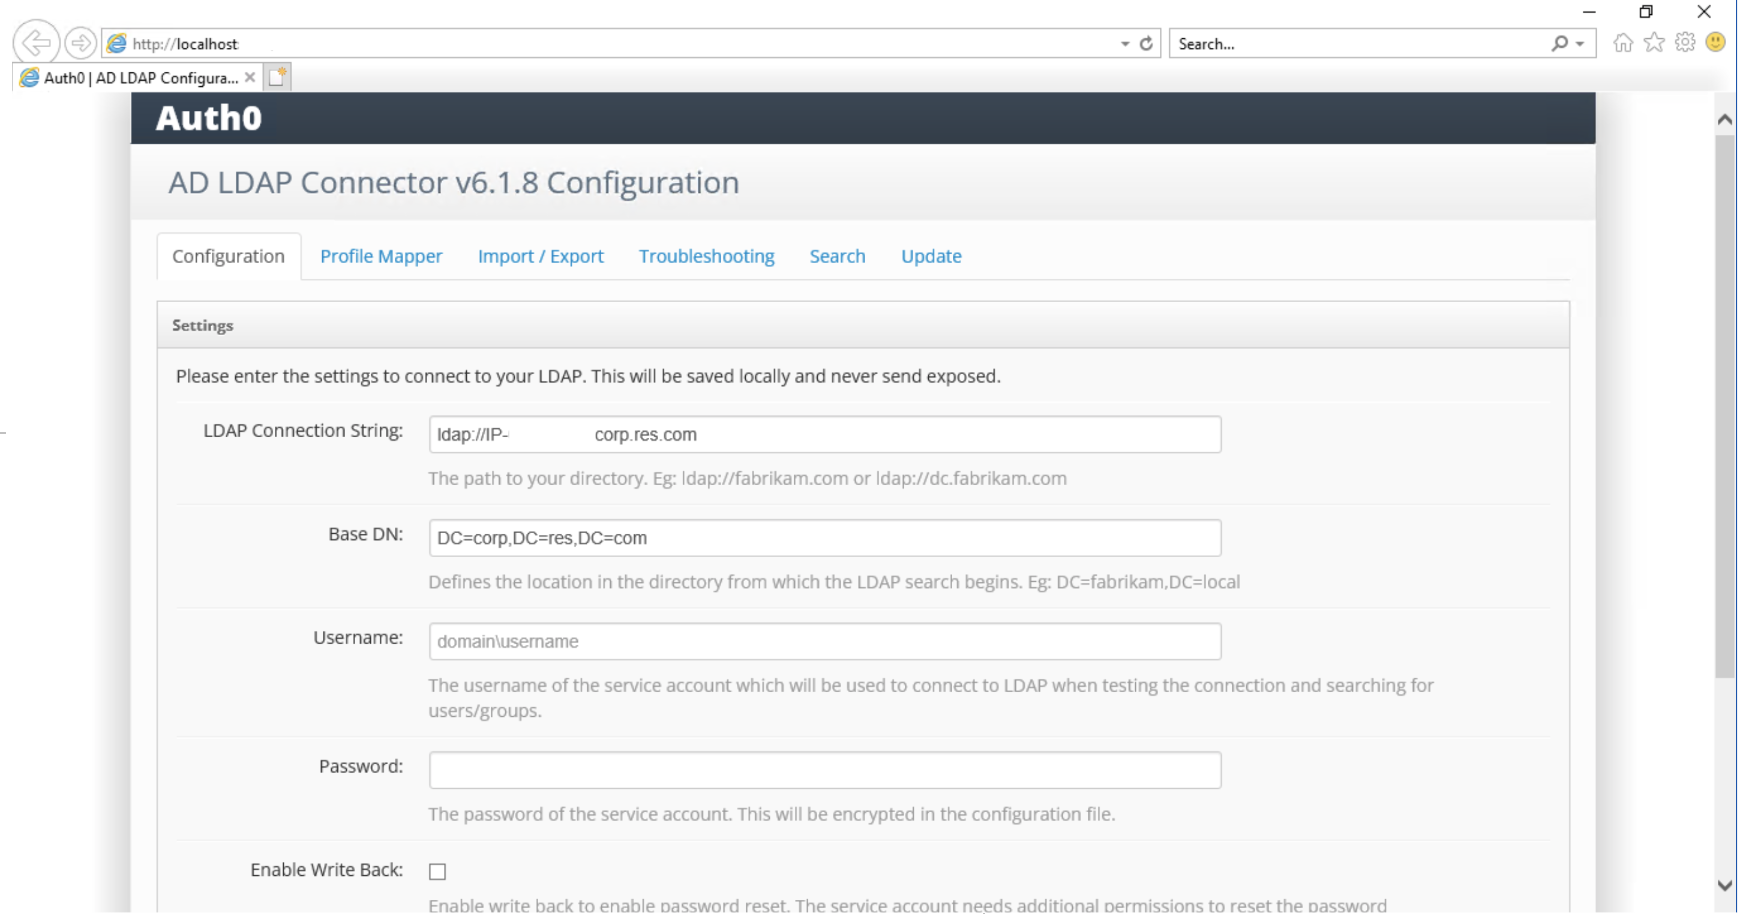 http://localhost:
Search...
Auth0 | AD LDAP Configura...
Auth0
AD LDAP Connector v6.1.8 Configuration
Configuration Profile Mapper Import / Export Troubleshooting Search Update
Settings
Please enter the settings to connect to your LDAP. This will be saved locally and never send exposed.
LDAP Connection String: ldap://IP- corp.res.com
The path to your directory. Eg: ldap://fabrikam.com or ldap://dc.fabrikam.com
Base DN: DC=corp,DC=res,DC=com
Defines the location in the directory from which the LDAP search begins. Eg: DC=fabrikam,DC=local
Username: domain\username
The username of the service account which will be used to connect to LDAP when testing the connection and searching for
users/groups.
Password:
The password of the service account. This will be encrypted in the configuration file.
Enable Write Back:
Enable write back to enable password reset. The service account needs additional permissions to reset the password